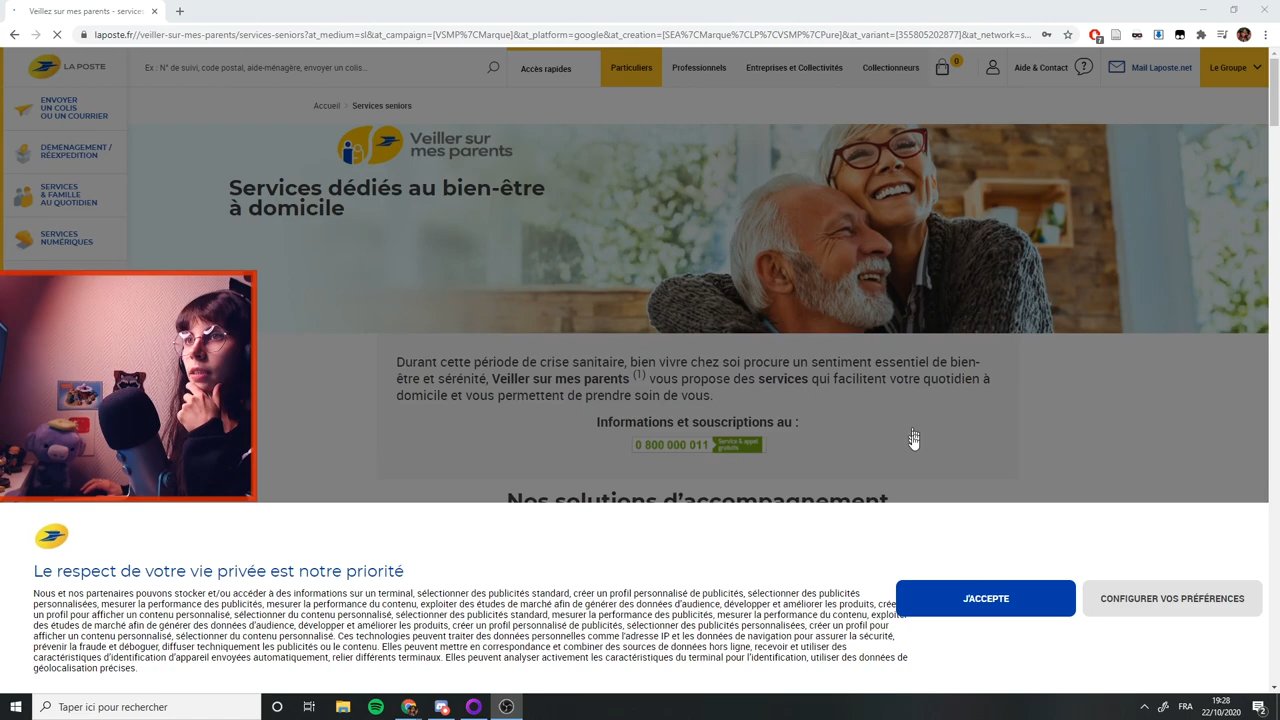 Veillez sur mes parents - services
laposte.fr//veiller-sur-mes-parents/services-seniors?at_medium=sl&at_campaign=[VSMP%7CMarque]&at_platform=google&at_creation=[SEA%7CMarque%7CLP%7CVSMP%7CPure]&at_variant=[355805202877]&at_network=s...
7
LA POSTE
Ex : N° de suivi, code postal, aide-ménagère, envoyer un colis...
Accès rapides
Particuliers
Professionnels
Entreprises et Collectivités
Collectionneurs
0
Aide & Contact
Mail Laposte.net
Le Groupe
ENVOYER
UN COLIS
OU UN COURRIER
DEMENAGEMENT /
RÉEXPEDITION
SERVICES
& FAMILLE
AU QUOTIDIEN
SERVICES
NUMÉRIQUES
Accueil
Services seniors
Veiller sur
mes parents
Services dédiés au bien-être
à domicile
Durant cette période de crise sanitaire, bien vivre chez soi procure un sentiment essentiel de bien-
être et sérénité, Veiller sur mes parents (1) vous propose des services qui facilitent votre quotidien à
domicile et vous permettent de prendre soin de vous.
Informations et souscriptions au :
0 800 000 011
Service & appel
gratuits
Nos solutions d'accompagnement
Le respect de votre vie privée est notre priorité
Nous et nos partenaires pouvons stocker et/ou accéder à des informations sur un terminal, sélectionner des publicités standard, créer un profil personnalisé de publicités, sélectionner des publicités
personnalisées, mesurer la performance des publicités, mesurer la performance du contenu, exploiter des études de marché afin de générer des données d'audience, développer et améliorer les produits, crée
un profil pour afficher un contenu personnalisé, sélectionner du contenu personnalisé, sélectionner des publicités standard, mesurer la performance des publicités, mesurer la performance du contenu, exploiter
des études de marché afin de générer des données d'audience, développer et améliorer les produits, créer un profil personnalisé de publicités, sélectionner des publicités personnalisées, créer un profil pour
afficher un contenu personnalisé, sélectionner du contenu personnalisé. Ces technologies peuvent traiter des données personnelles comme l'adresse IP et les données de navigation pour assurer la sécurité,
prévenir la fraude et déboguer, diffuser techniquement les publicités ou le contenu. Elles peuvent mettre en correspondance et combiner des sources de données hors ligne, recevoir et utiliser des
caractéristiques d'identification d'appareil envoyées automatiquement, relier différents terminaux. Elles peuvent analyser activement les caractéristiques du terminal pour l'identification, utiliser des données de
géolocalisation précises.
J'ACCEPTE
CONFIGURER VOS PRÉFÉRENCES
Taper ici pour rechercher
FRA
19:28
22/10/2020
2